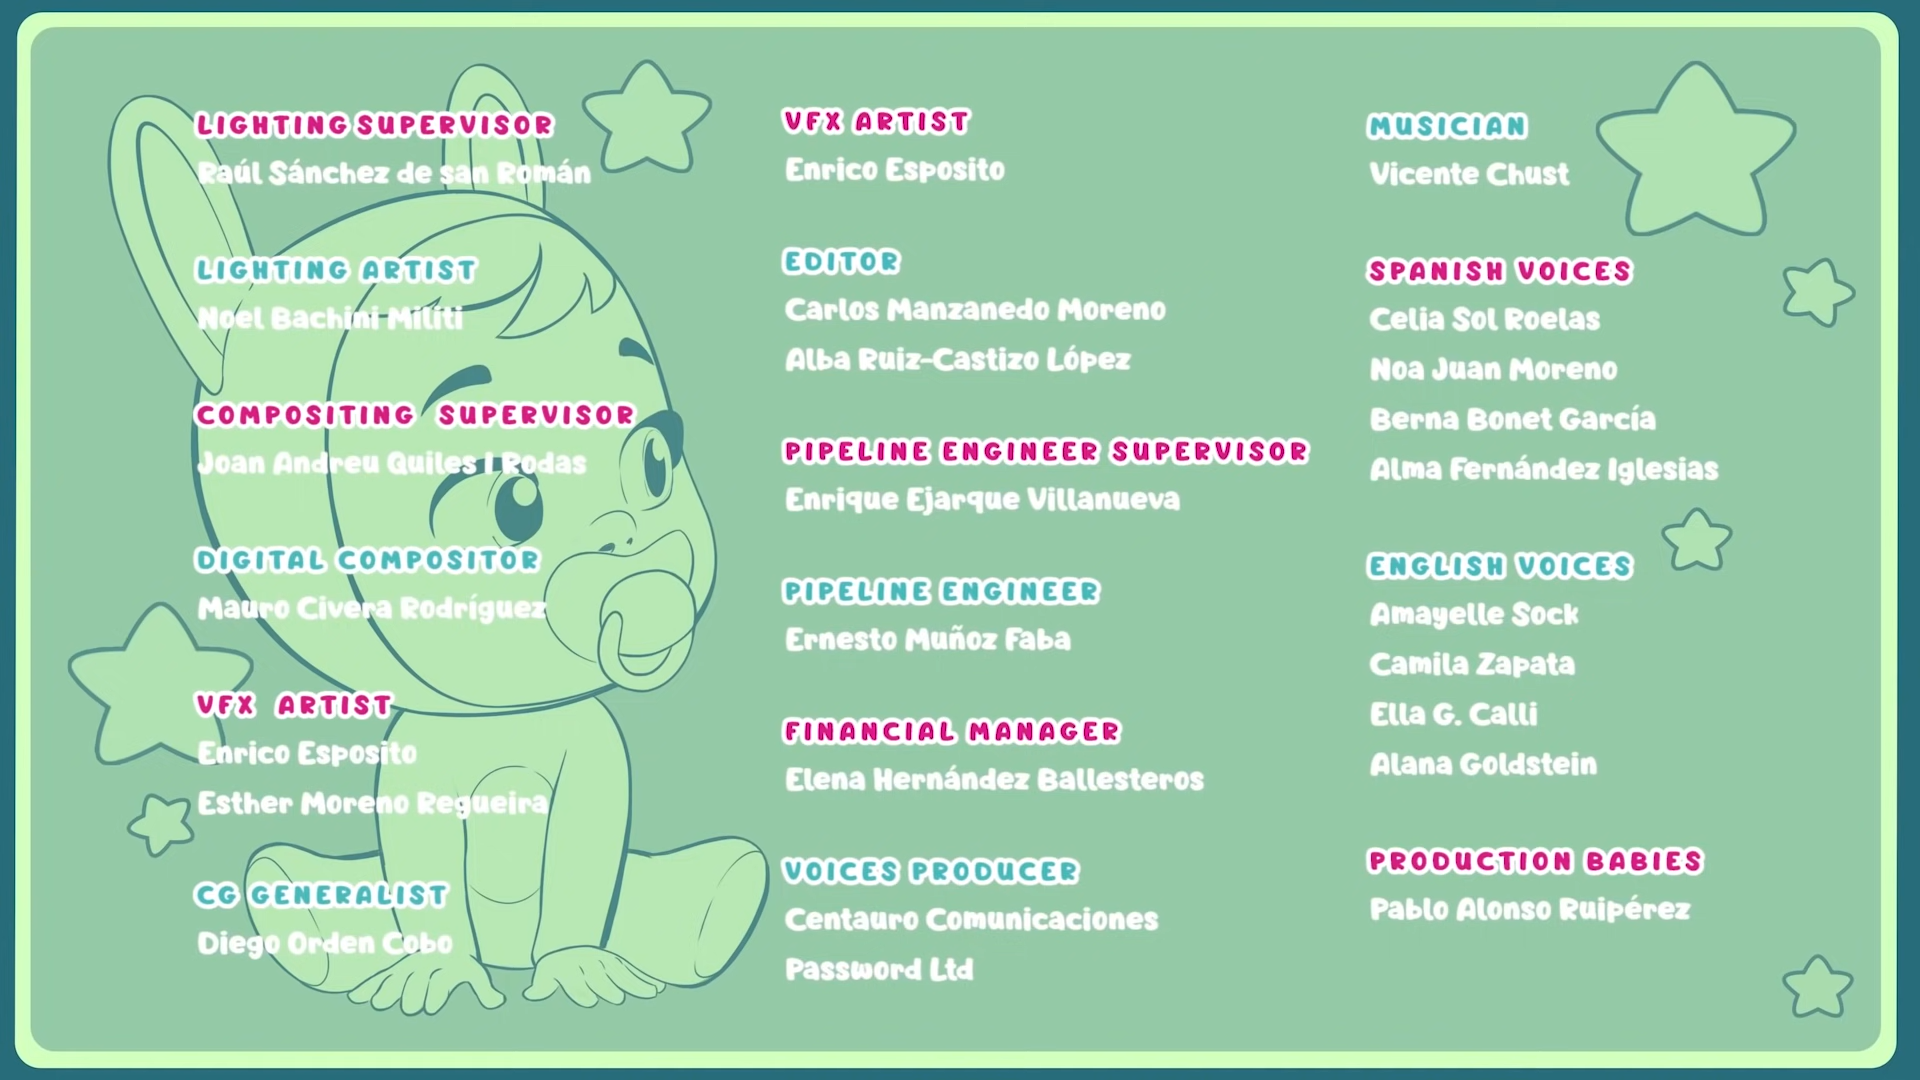 LIGHTING SUPERVISOR
Raúl Sánchez de san Román
LIGHTING ARTIST
Noel Bachini Militi
COMPOSITING SUPERVISOR
Joan Andreu Quiles I Rodas
DIGITAL COMPOSITOR
Mauro Civera Rodríguez
VFX ARTIST
Enrico Esposito
Esther Moreno Regueira
CG GENERALIST
Diego Orden Cobo
VFX ARTIST
Enrico Esposito
EDITOR
Carlos Manzanedo Moreno
Alba Ruiz-Castizo López
PIPELINE ENGINEER SUPERVISOR
Enrique Ejarque Villanueva
PIPELINE ENGINEER
Ernesto Muñoz Faba
FINANCIAL MANAGER
Elena Hernández Ballesteros
VOICES PRODUCER
Centauro Comunicaciones
Password Ltd
MUSICIAN
Vicente Chust
SPANISH VOICES
Celia Sol Roelas
Noa Juan Moreno
Berna Bonet García
Alma Fernández Iglesias
ENGLISH VOICES
Amayelle Sock
Camila Zapata
Ella G. Calli
Alana Goldstein
PRODUCTION BABIES
Pablo Alonso Ruipérez